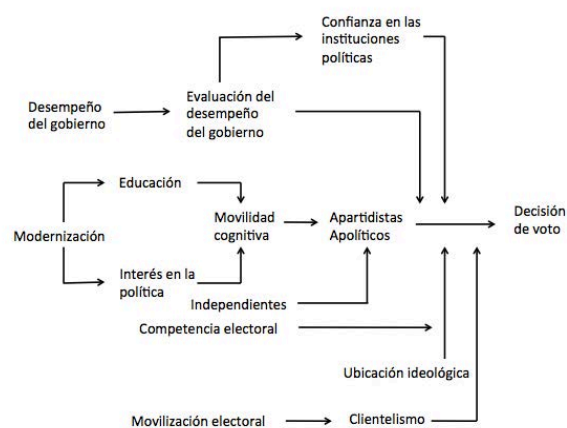 Confianza en las
instituciones
políticas
Desempeño
del gobierno
Evaluación del
desempeño
del gobierno
Educación
Modernización
Movilidad
cognitiva
Apartidistas
Apolíticos
Decisión
de voto
Interés en la
política
Independientes
Competencia electoral
Ubicación ideológica
Movilización electoral
Clientelismo